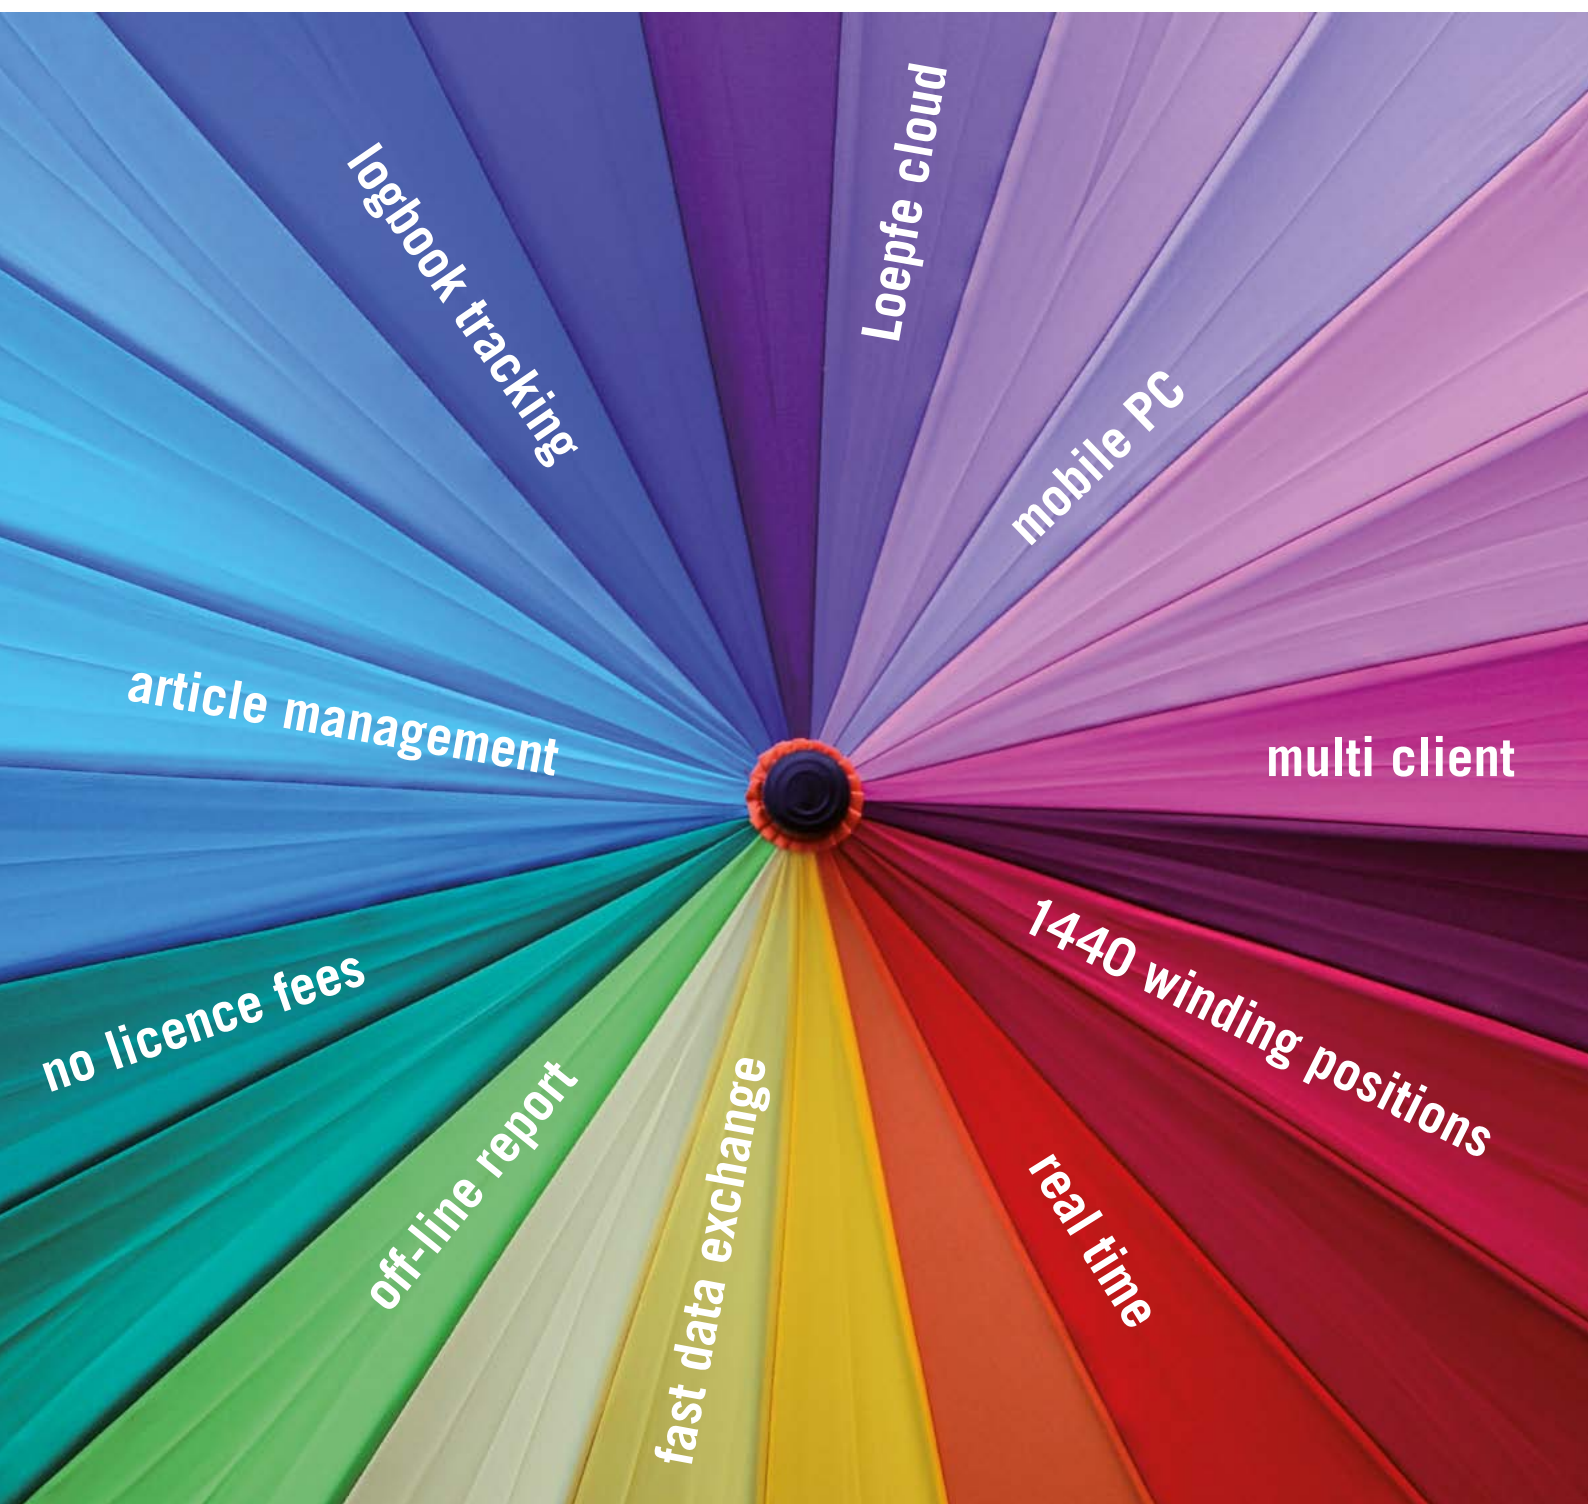 Loepfe cloud
logbook tracking
mobile PC
article management
multi client
1440 winding positions
no licence fees
off-line report
fast data exchange
real time